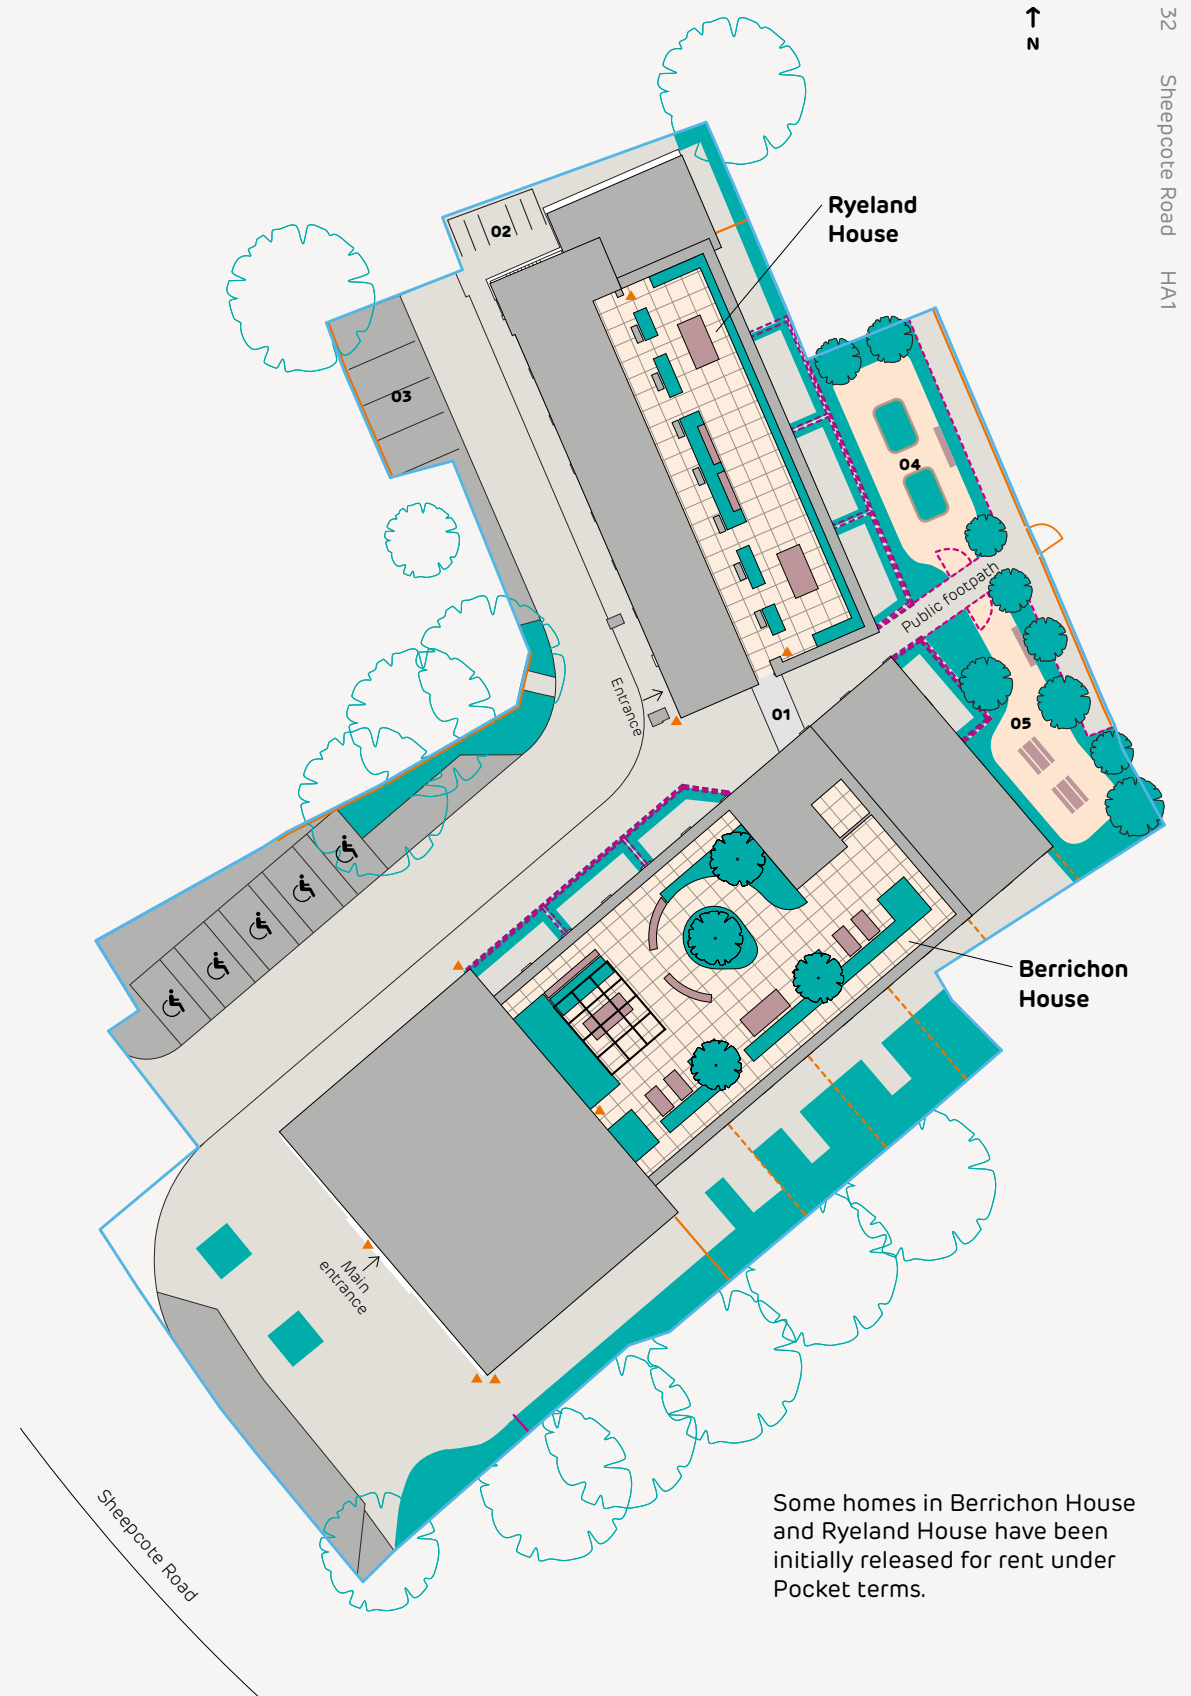 32 Sheepcote Road HA1
N
Ryeland
House
02
03
04
Public footpath
Entrance
01
05
Berrichon
House
Main
entrance
Sheepcote Road
Some homes in Berrichon House
and Ryeland House have been
initially released for rent under
Pocket terms.